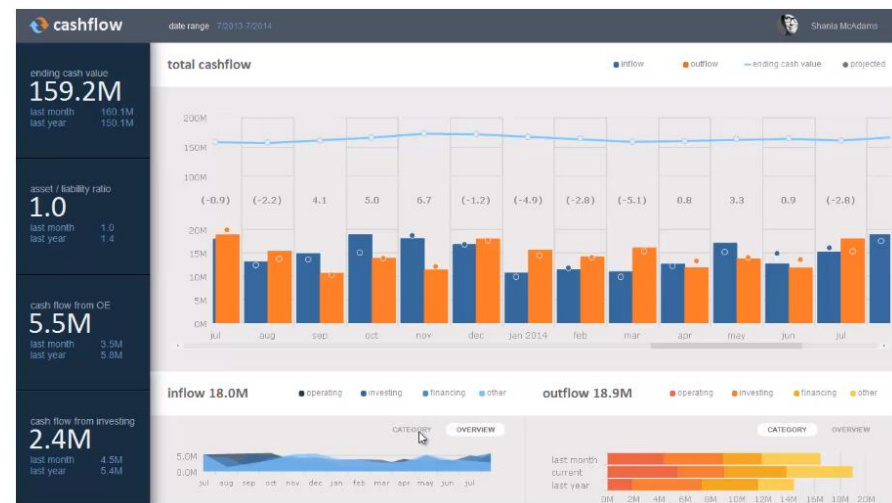 cashflow
date range 7/2013-7/2014
Shania McAdams
ending cash value
159.2M
last month 160.1M
last year 150.1M
asset / liability ratio
1.0
last month 1.0
last year 1.4
cash flow from OE
5.5M
last month 3.5M
last year 5.8M
cash flow from investing
2.4M
last month 4.5M
last year 5.4M
total cashflow
inflow outflow ending cash value projected
200M
150M
100M
(-0.9) (-2.2) 4.1 5.0 6.7 (-1.2) (-4.9) (-2.8) (-5.1) 0.8 3.3 0.9 (-2.8)
20M
15M
10M
5M
0M
jul aug sep oct nov dec jan 2014 feb mar apr may jun jul
inflow 18.0M operating investing financing other
CATEGORY OVERVIEW
5.0M
0.0M
jul aug sep oct nov dec jan feb mar apr may jun jul
outflow 18.9M operating investing financing other
CATEGORY OVERVIEW
last month
current
last year
0M 2M 4M 6M 8M 10M 12M 14M 16M 18M 20M